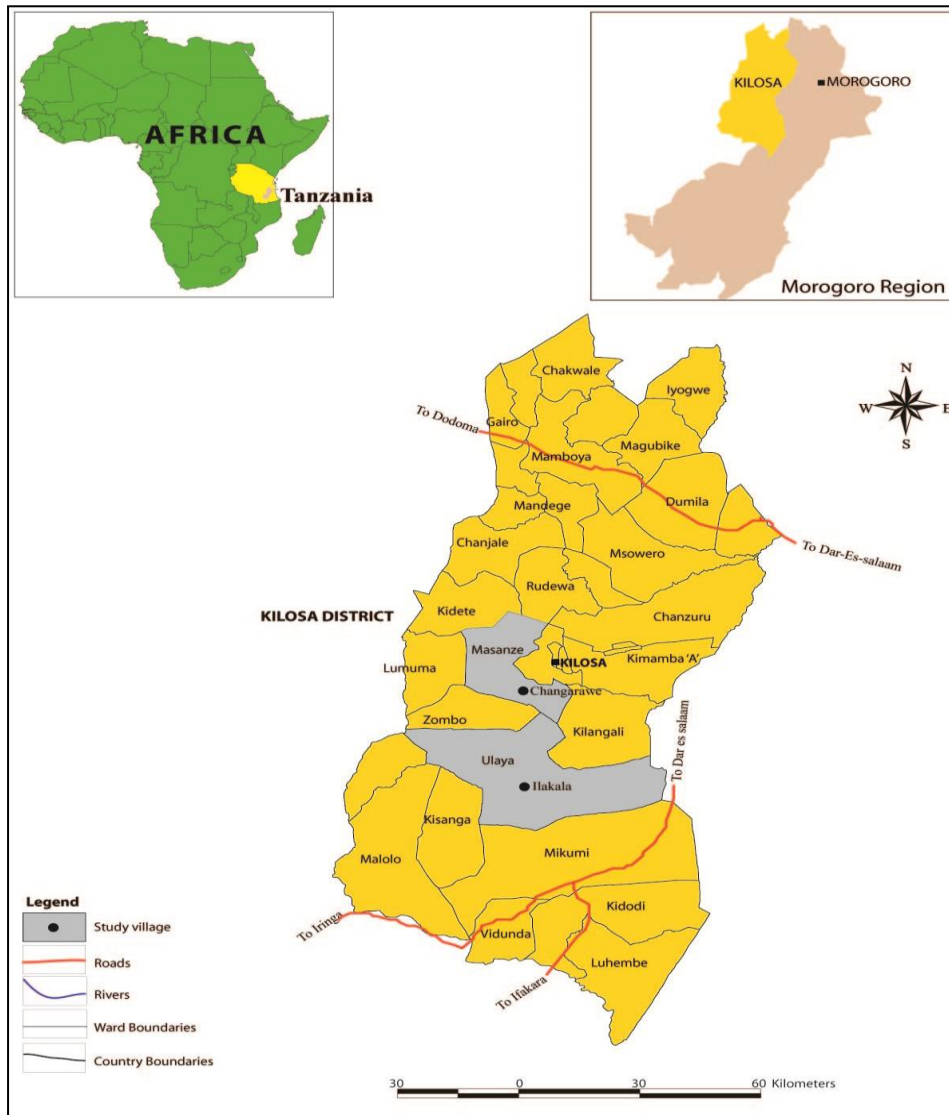 AFRICA
Tanzania
KILOSA
MOROGORO
Morogoro Region
N
W E
S
Chakwale
Iyogwe
To Dodoma
Gairo
Magubike
Mamboya
Dumila
Mandege
To Dar-Es-salaam
Chanjale
Msowero
Rudewa
Kidete
Chanzuru
KILOSA DISTRICT
Masanze
KILOSA
Kimamba 'A'
Lumuma
Changarawe
Zombo
Kilangali
To Dar es salaam
Ulaya
Ilakala
Kisanga
Mikumi
Malolo
Kidodi
To Iringa
Vidunda
Luhembe
To Ifakara
Legend
Study village
Roads
Rivers
Ward Boundaries
Country Boundaries
30 0 30 60 Kilometers